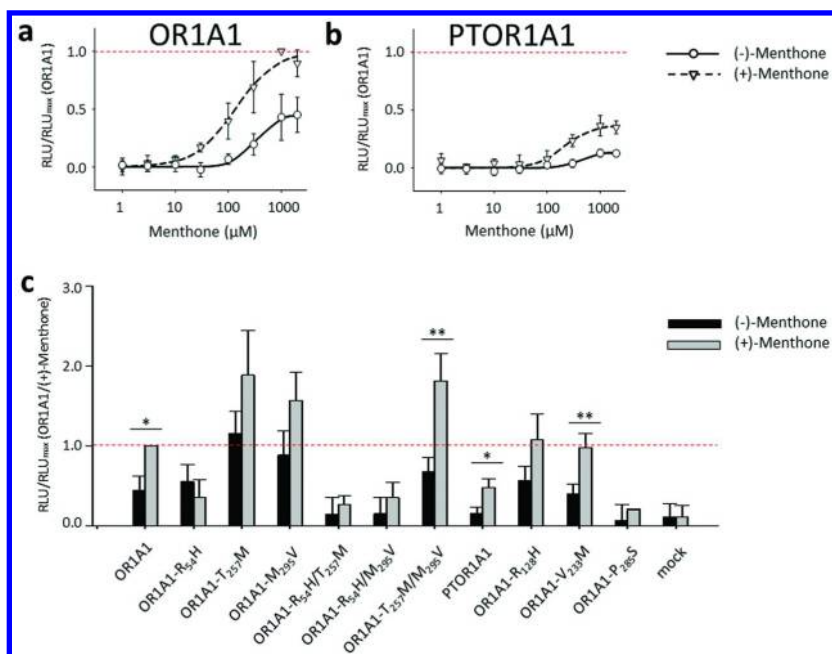 a OR1A1
b PTOR1A1
(-)-Menthone
(+)-Menthone
RLU/RLUmax (OR1A1)
1.0
0.5
0.0
1 10 100 1000
Menthone (µM)
RLU/RLUmax (OR1A1)
1.0
0.5
0.0
1 10 100 1000
Menthone (µM)
c
RLU/RLUmax (OR1A1/(+)-Menthone)
3.0
2.0
1.0
0.0
(-)-Menthone
(+)-Menthone
*
**
*
**
OR1A1
OR1A1-R54H
OR1A1-T257M
OR1A1-M295V
OR1A1-R54H/T257M
OR1A1-R54H/M295V
OR1A1-T257M/M295V
PTOR1A1
OR1A1-R128H
OR1A1-V233M
OR1A1-P285S
mock